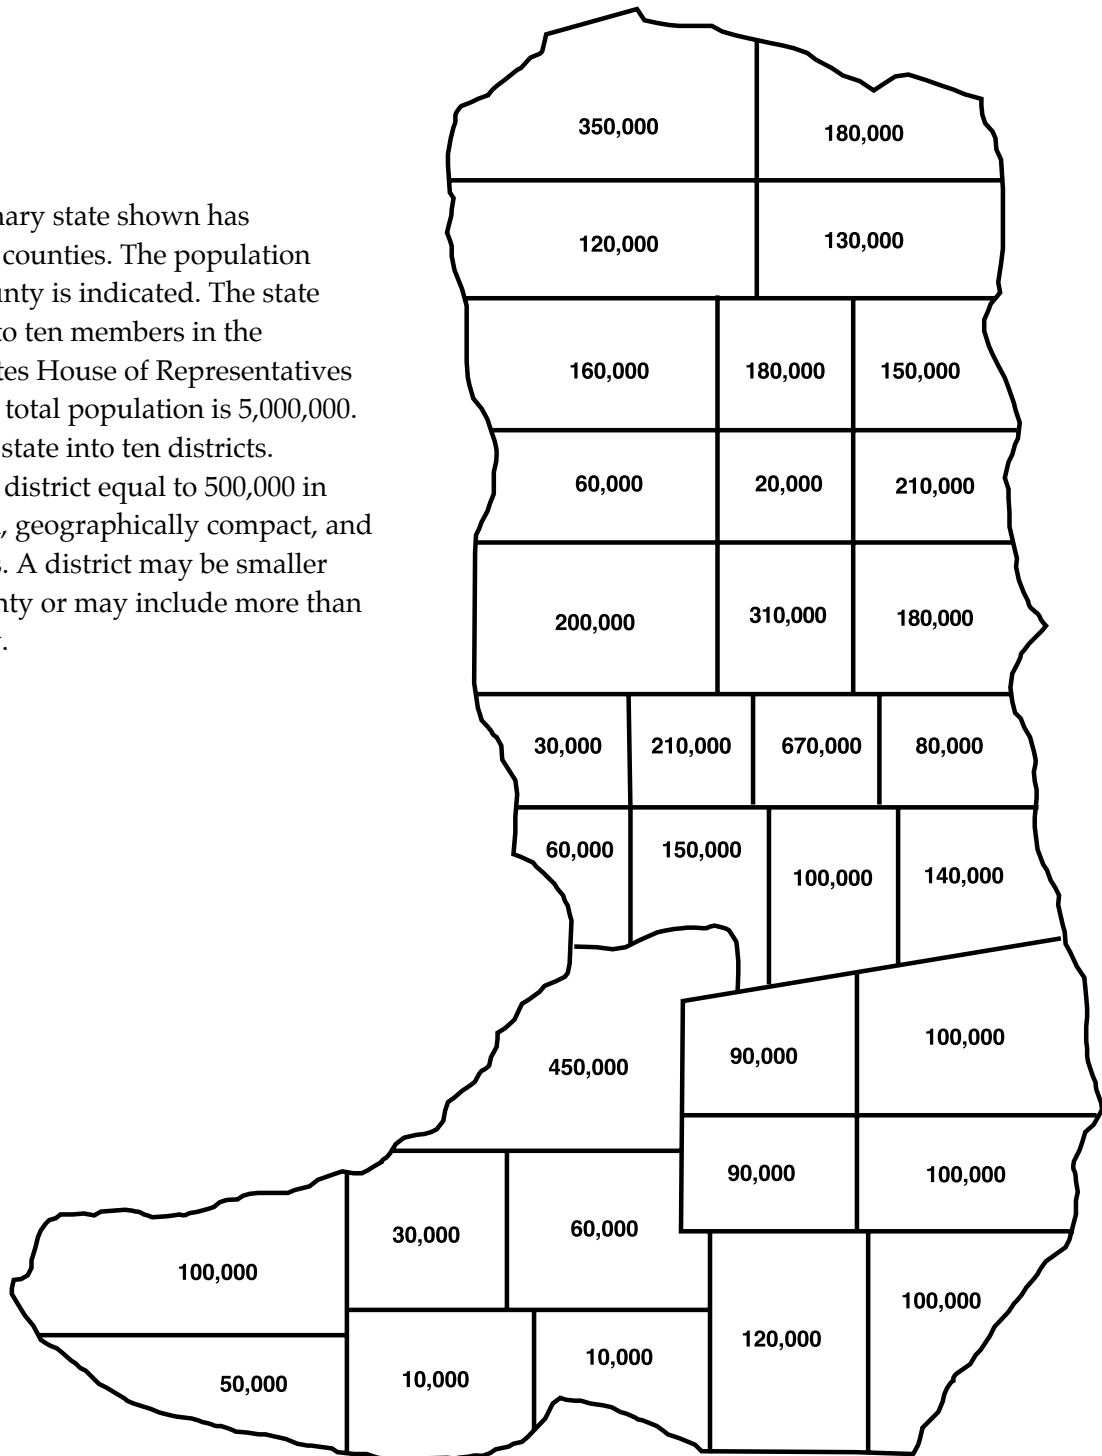 nary state shown has
counties. The population
unty is indicated. The state
to ten members in the
tes House of Representatives
total population is 5,000,000.
state into ten districts.
district equal to 500,000 in
, geographically compact, and
s. A district may be smaller
nty or may include more than
.
350,000 180,000
120,000 130,000
160,000 180,000 150,000
60,000 20,000 210,000
200,000 310,000 180,000
30,000 210,000 670,000 80,000
60,000 150,000 100,000 140,000
450,000 90,000 100,000
90,000 100,000
100,000 30,000 60,000
50,000 10,000 10,000 120,000 100,000